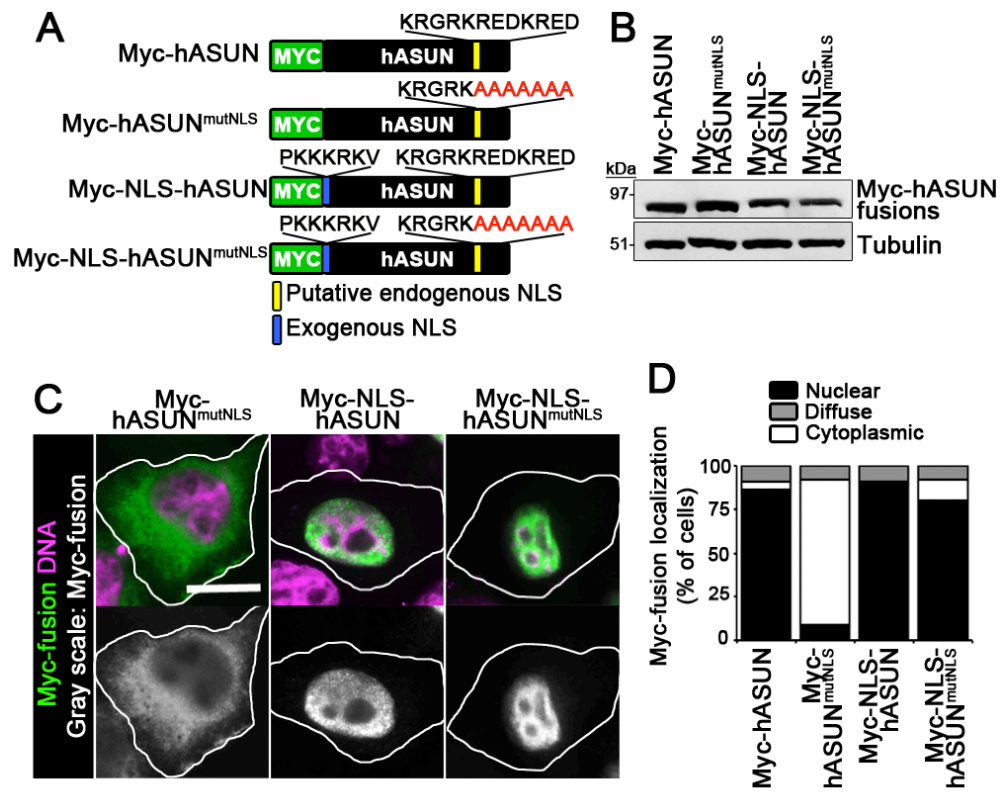 A
KRGRKREDKRED
Myc-hASUN
MYC
hASUN
KRGRKAAAAAAA
Myc-hASUNmutNLS
MYC
hASUN
PKKKRKV
KRGRKREDKRED
Myc-NLS-hASUN
MYC
hASUN
PKKKRKV
KRGRKAAAAAAA
Myc-NLS-hASUNmutNLS
MYC
hASUN
Putative endogenous NLS
Exogenous NLS
B
Myc-hASUN
Myc-
hASUNmutNLS
Myc-NLS-
hASUN
Myc-NLS-
hASUNmutNLS
kDa
97-
51-
Myc-hASUN
fusions
Tubulin
C
Myc-
hASUNmutNLS
Myc-NLS-
hASUN
Myc-NLS-
hASUNmutNLS
Myc-fusion DNA
Gray scale: Myc-fusion
D
Nuclear
Diffuse
Cytoplasmic
Myc-fusion localization
(% of cells)
100
75
50
25
0
Myc-hASUN
Myc-
hASUNmutNLS
Myc-NLS-
hASUN
Myc-NLS-
hASUNmutNLS